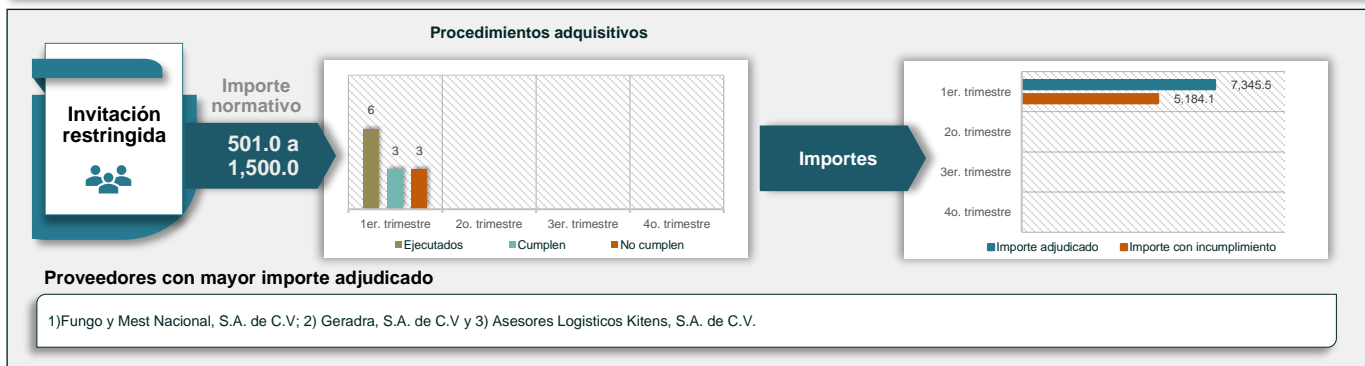 Procedimientos adquisitivos
Invitación
restringida
Importe
normativo
501.0 a
1,500.0
6
3
3
1er. trimestre
2o. trimestre
3er. trimestre
4o. trimestre
Ejecutados
Cumplen
No cumplen
Importes
1er. trimestre
7,345.5
5,184.1
2o. trimestre
3er. trimestre
4o. trimestre
Importe adjudicado
Importe con incumplimiento
Proveedores con mayor importe adjudicado
1)Fungo y Mest Nacional, S.A. de C.V; 2) Geradra, S.A. de C.V y 3) Asesores Logisticos Kitens, S.A. de C.V.